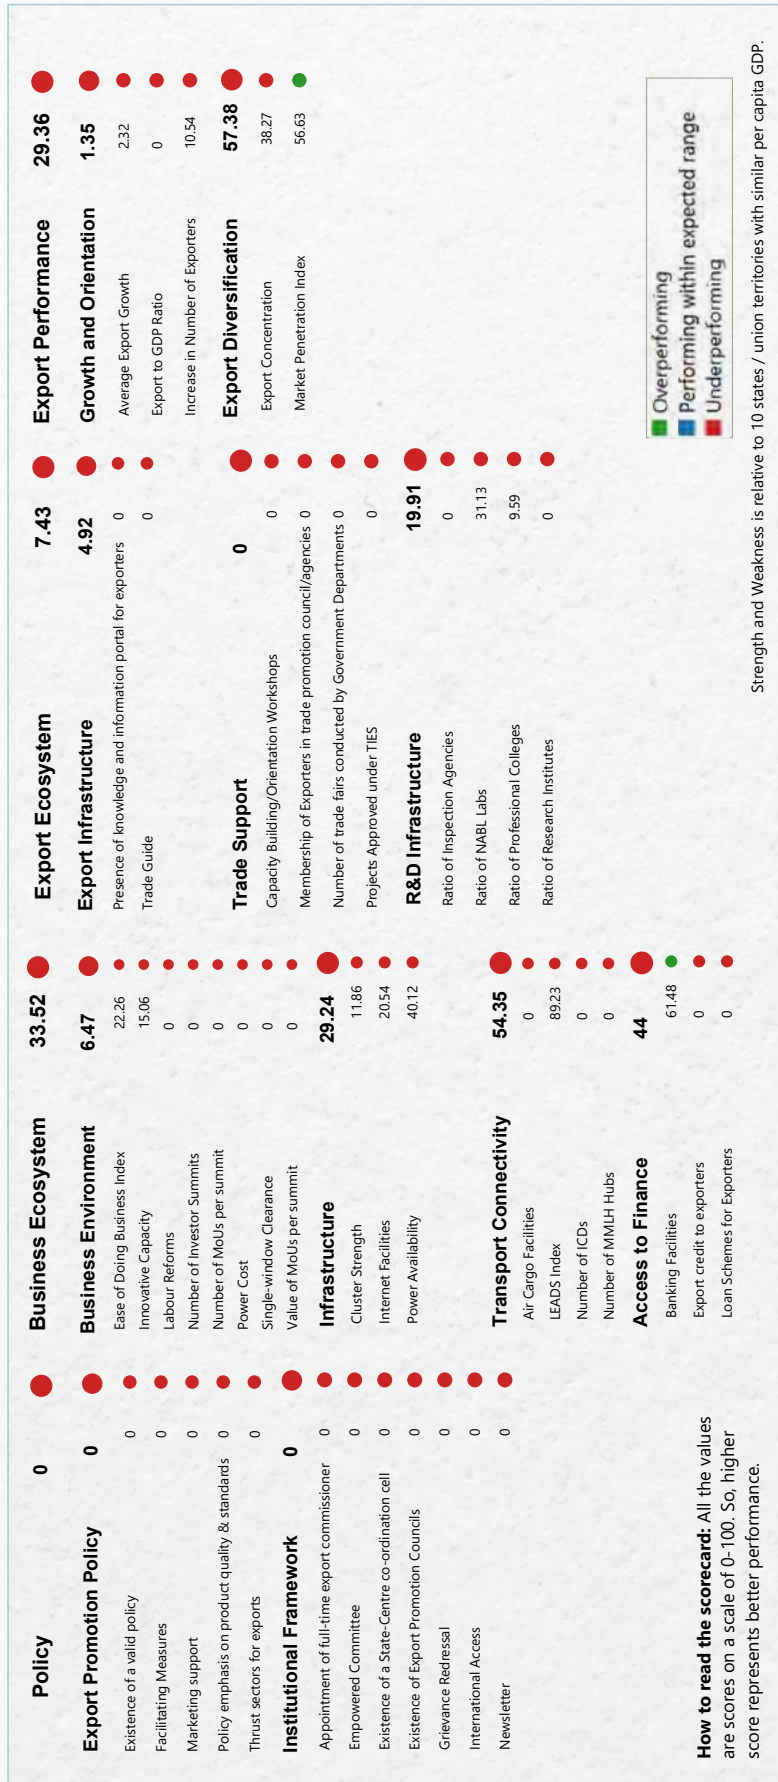 Policy 0
Export Promotion Policy 0
Existence of a valid policy 0
Facilitating Measures 0
Marketing support 0
Policy emphasis on product quality & standards 0
Thrust sectors for exports 0
Institutional Framework 0
Appointment of full-time export commissioner 0
Empowered Committee 0
Existence of a State-Centre co-ordination cell 0
Existence of Export Promotion Councils 0
Grievance Redressal 0
International Access 0
Newsletter 0
Business Ecosystem 33.52
Business Environment 6.47
Ease of Doing Business Index 22.26
Innovative Capacity 15.06
Labour Reforms 0
Number of Investor Summits 0
Number of MoUs per summit 0
Power Cost 0
Single-window Clearance 0
Value of MoUs per summit 0
Infrastructure 29.24
Cluster Strength 11.86
Internet Facilities 20.54
Power Availability 40.12
Transport Connectivity 54.35
Air Cargo Facilities 0
LEADS Index 89.23
Number of ICDs 0
Number of MMLH Hubs 0
Access to Finance 44
Banking Facilities 61.48
Export credit to exporters 0
Loan Schemes for Exporters 0
Export Ecosystem 7.43
Export Infrastructure 4.92
Presence of knowledge and information portal for exporters 0
Trade Guide 0
Trade Support 0
Capacity Building/Orientation Workshops 0
Membership of Exporters in trade promotion council/agencies 0
Number of trade fairs conducted by Government Departments 0
Projects Approved under TIES 0
R&D Infrastructure 19.91
Ratio of Inspection Agencies 0
Ratio of NABL Labs 31.13
Ratio of Professional Colleges 9.59
Ratio of Research Institutes 0
Export Performance 29.36
Growth and Orientation 1.35
Average Export Growth 2.32
Export to GDP Ratio 0
Increase in Number of Exporters 10.54
Export Diversification 57.38
Export Concentration 38.27
Market Penetration Index 56.63
How to read the scorecard: All the values
are scores on a scale of 0-100. So, higher
score represents better performance.
Overperforming
Performing within expected range
Underperforming
Strength and Weakness is relative to 10 states / union territories with similar per capita GDP.